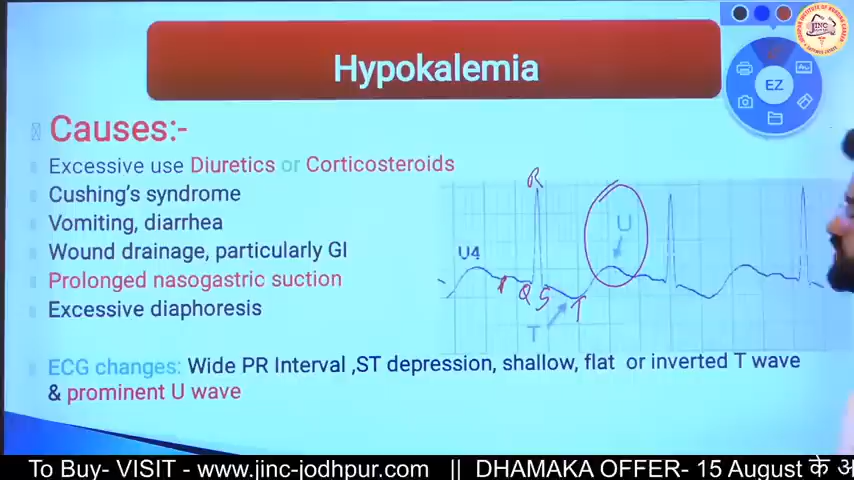 Hypokalemia
JINC
EZ
Causes:-
Excessive use Diuretics or Corticosteroids
Cushing's syndrome
Vomiting, diarrhea
Wound drainage, particularly GI
Prolonged nasogastric suction
Excessive diaphoresis
R
U
U4
Q S T
T
ECG changes: Wide PR Interval ,ST depression, shallow, flat or inverted T wave
& prominent U wave
To Buy- VISIT - www.jinc-jodhpur.com || DHAMAKA OFFER- 15 August के अ